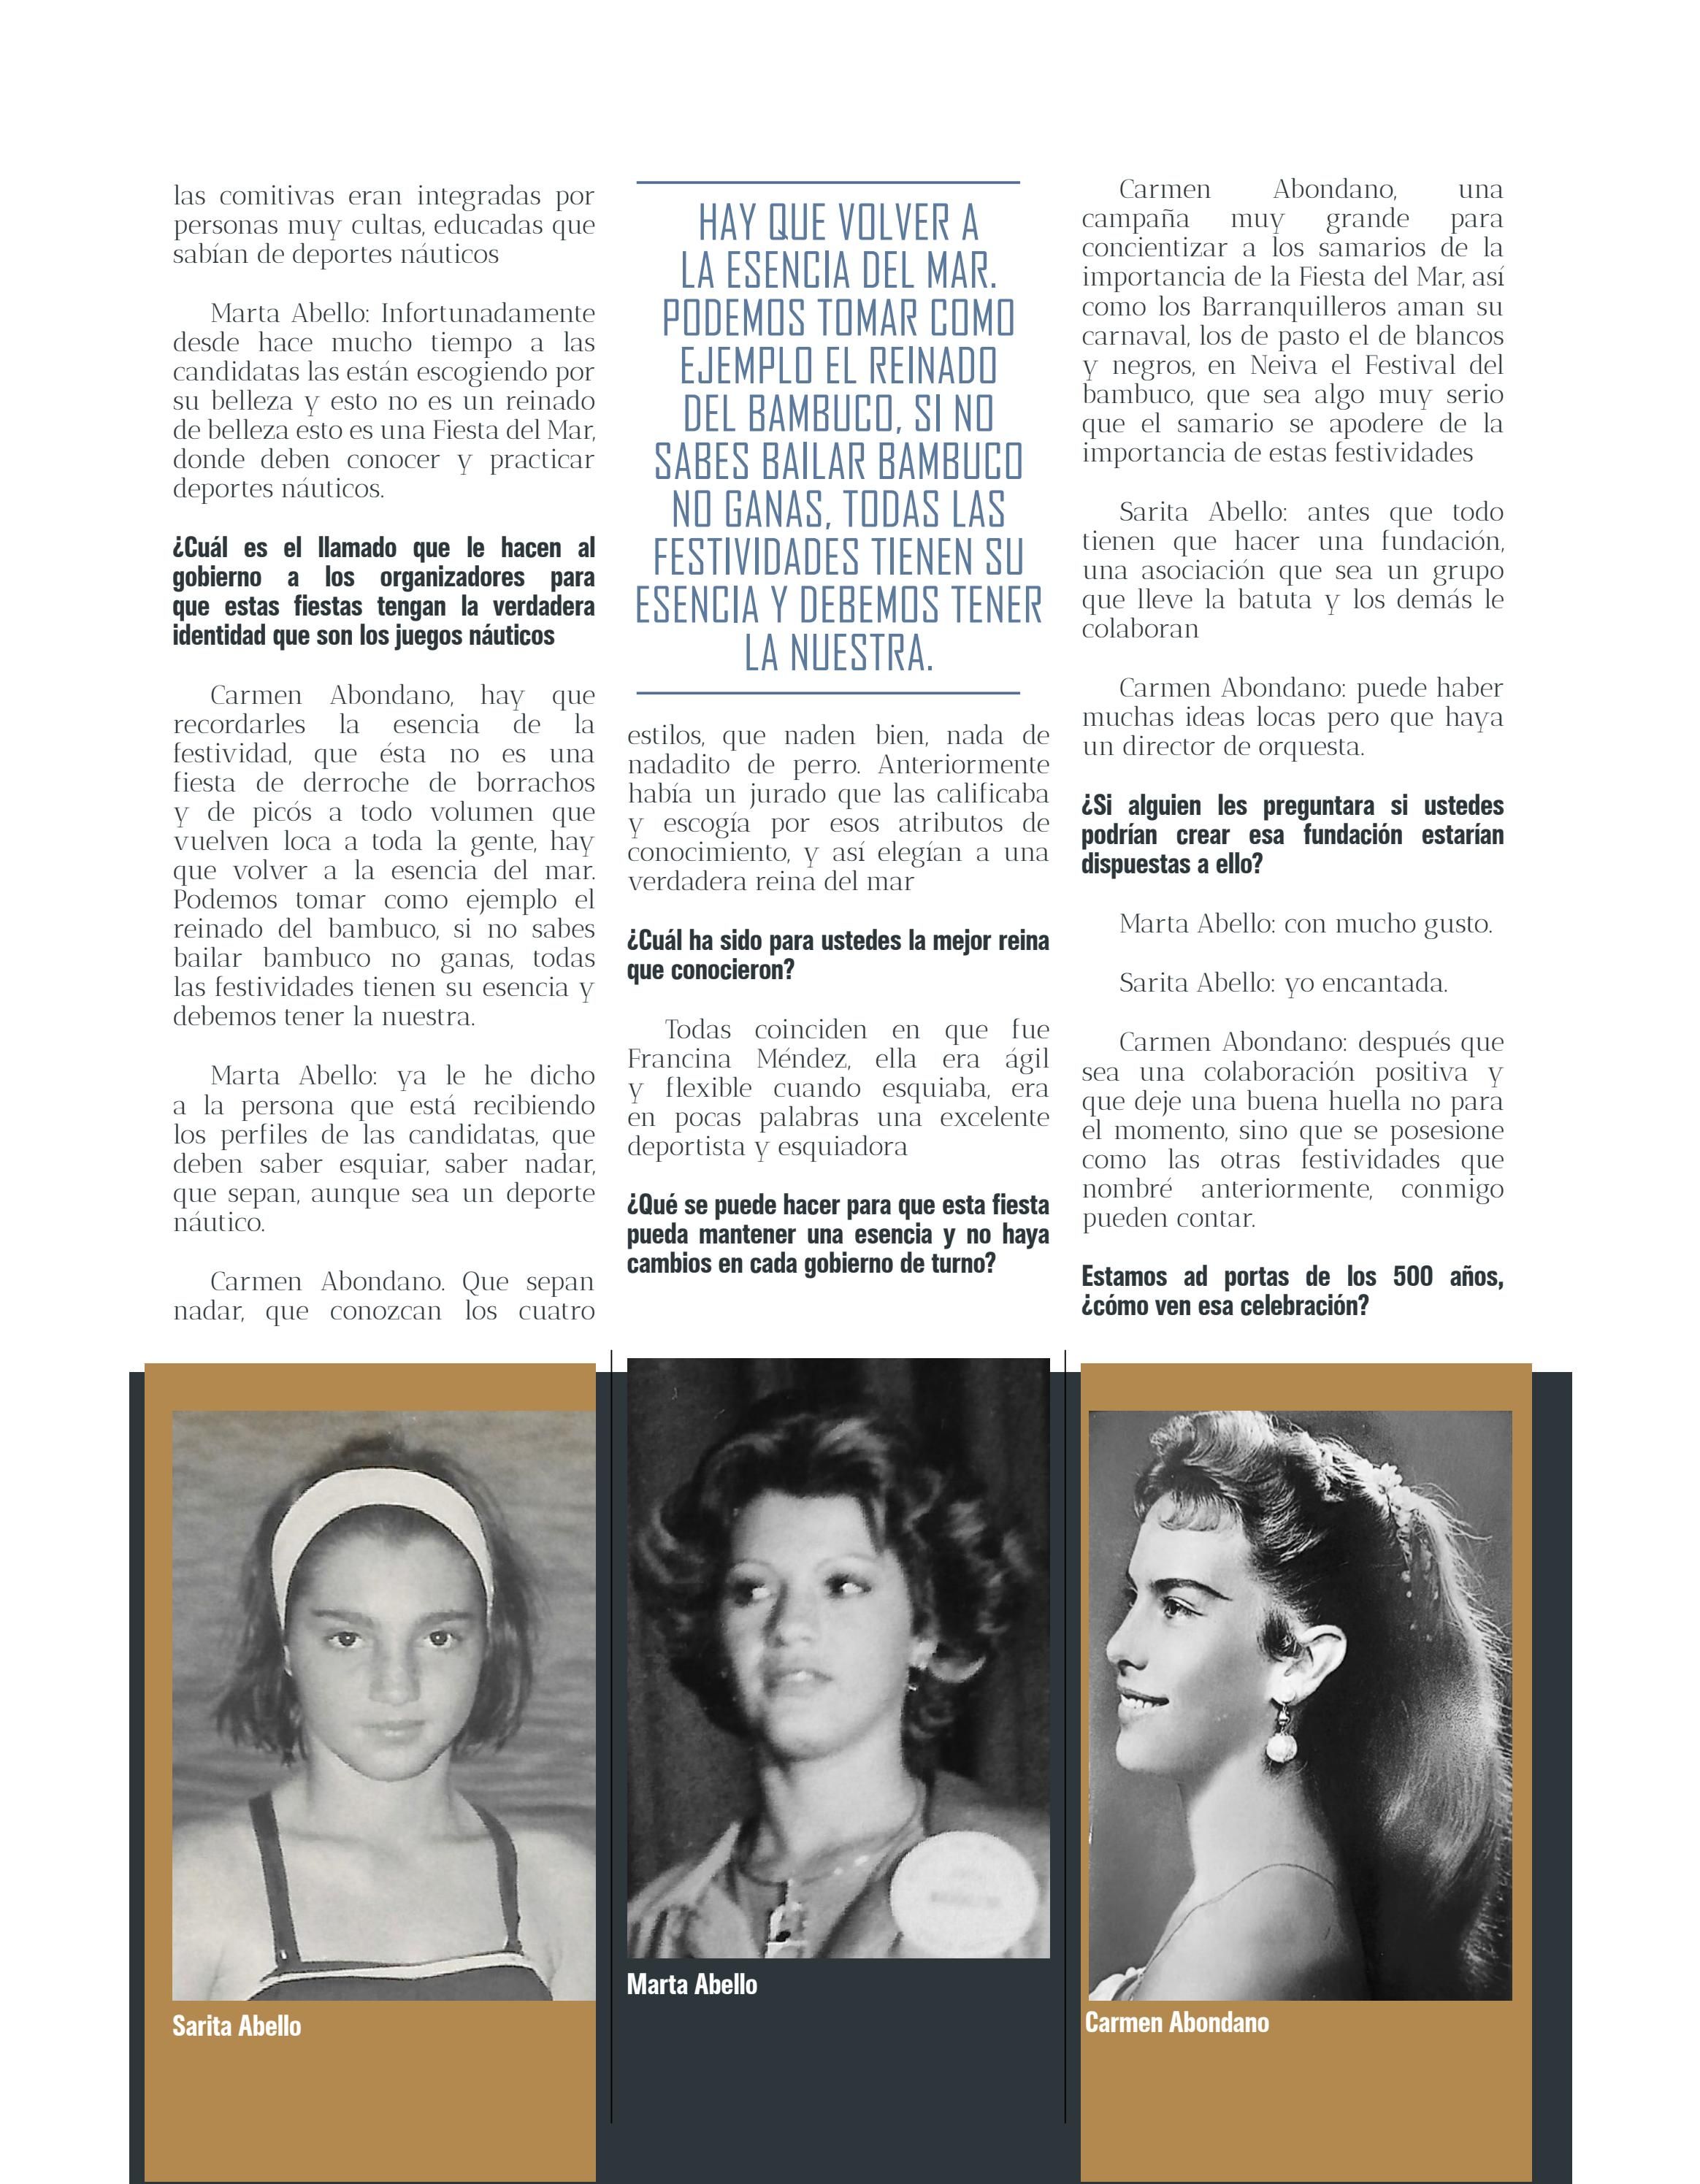 las comitivas eran integradas por
personas muy cultas, educadas que
sabían de deportes náuticos
Marta Abello: Infortunadamente
desde hace mucho tiempo a las
candidatas las están escogiendo por
su belleza y esto no es un reinado
de belleza esto es una Fiesta del Mar,
donde deben conocer y practicar
deportes náuticos.
¿Cuál es el llamado que le hacen al
gobierno a los organizadores para
que estas fiestas tengan la verdadera
identidad que son los juegos náuticos
Carmen Abondano, hay que
recordarles la esencia de la
festividad, que ésta no es una
fiesta de derroche de borrachos
y de picós a todo volumen que
vuelven loca a toda la gente, hay
que volver a la esencia del mar.
Podemos tomar como ejemplo el
reinado del bambuco, si no sabes
bailar bambuco no ganas, todas
las festividades tienen su esencia y
debemos tener la nuestra.
Marta Abello: ya le he dicho
a la persona que está recibiendo
los perfiles de las candidatas, que
deben saber esquiar, saber nadar,
que sepan, aunque sea un deporte
náutico.
Carmen Abondano. Que sepan
nadar, que conozcan los cuatro
HAY QUE VOLVER A
LA ESENCIA DEL MAR.
PODEMOS TOMAR COMO
EJEMPLO EL REINADO
DEL BAMBUCO, SI NO
SABES BAILAR BAMBUCO
NO GANAS, TODAS LAS
FESTIVIDADES TIENEN SU
ESENCIA Y DEBEMOS TENER
LA NUESTRA.
estilos, que naden bien, nada de
nadadito de perro. Anteriormente
había un jurado que las calificaba
y escogía por esos atributos de
conocimiento, y así elegían a una
verdadera reina del mar
¿Cuál ha sido para ustedes la mejor reina
que conocieron?
Todas coinciden en que fue
Francina Méndez, ella era ágil
y flexible cuando esquiaba, era
en pocas palabras una excelente
deportista y esquiadora
¿Qué se puede hacer para que esta fiesta
pueda mantener una esencia y no haya
cambios en cada gobierno de turno?
Carmen Abondano, una
campaña muy grande para
concientizar a los samarios de la
importancia de la Fiesta del Mar, así
como los Barranquilleros aman su
carnaval, los de pasto el de blancos
y negros, en Neiva el Festival del
bambuco, que sea algo muy serio
que el samario se apodere de la
importancia de estas festividades
Sarita Abello: antes que todo
tienen que hacer una fundación,
una asociación que sea un grupo
que lleve la batuta y los demás le
colaboran
Carmen Abondano: puede haber
muchas ideas locas pero que haya
un director de orquesta.
¿Si alguien les preguntara si ustedes
podrían crear esa fundación estarían
dispuestas a ello?
Marta Abello: con mucho gusto.
Sarita Abello: yo encantada.
Carmen Abondano: después que
sea una colaboración positiva y
que deje una buena huella no para
el momento, sino que se posesione
como las otras festividades que
nombré anteriormente, conmigo
pueden contar.
Estamos ad portas de los 500 años,
¿cómo ven esa celebración?
Sarita Abello
Marta Abello
Carmen Abondano